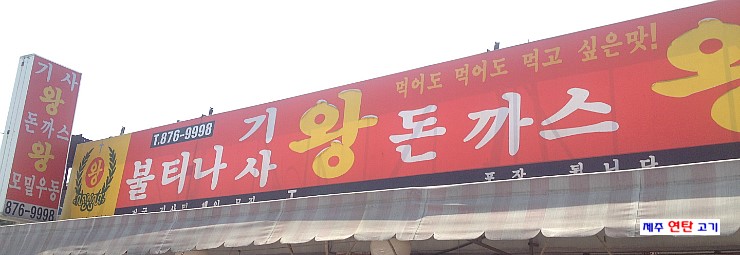 기사
왕
돈까스
왕
모밀우동
876-9998
왕
T.876-9998
불티나
기사
왕
돈까스
먹어도 먹어도 먹고 싶은맛!
왕
포장 됩니다
제주 연탄 고기